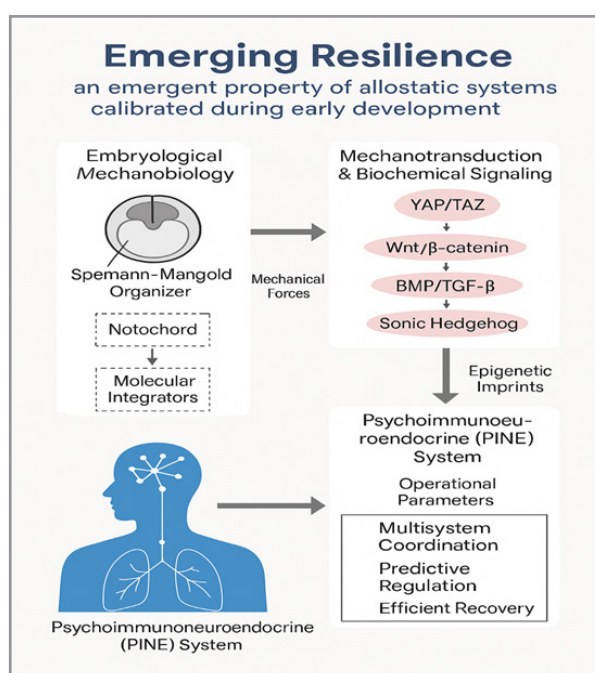 Emerging Resilience
an emergent property of allostatic systems
calibrated during early development
Embryological
Mechanobiology
Spemann-Mangold
Organizer
Notochord
Molecular
Integrators
Mechanical
Forces
Mechanotransduction
& Biochemical Signaling
YAP/TAZ
Wnt/β-catenin
BMP/TGF-β
Sonic Hedgehog
Epigenetic
Imprints
Psychoimmunoeu-
roendocrine (PINE)
System
Operational
Parameters
Multisystem
Coordination
Predictive
Regulation
Efficient Recovery
Psychoimmunoneuroendocrine
(PINE) System